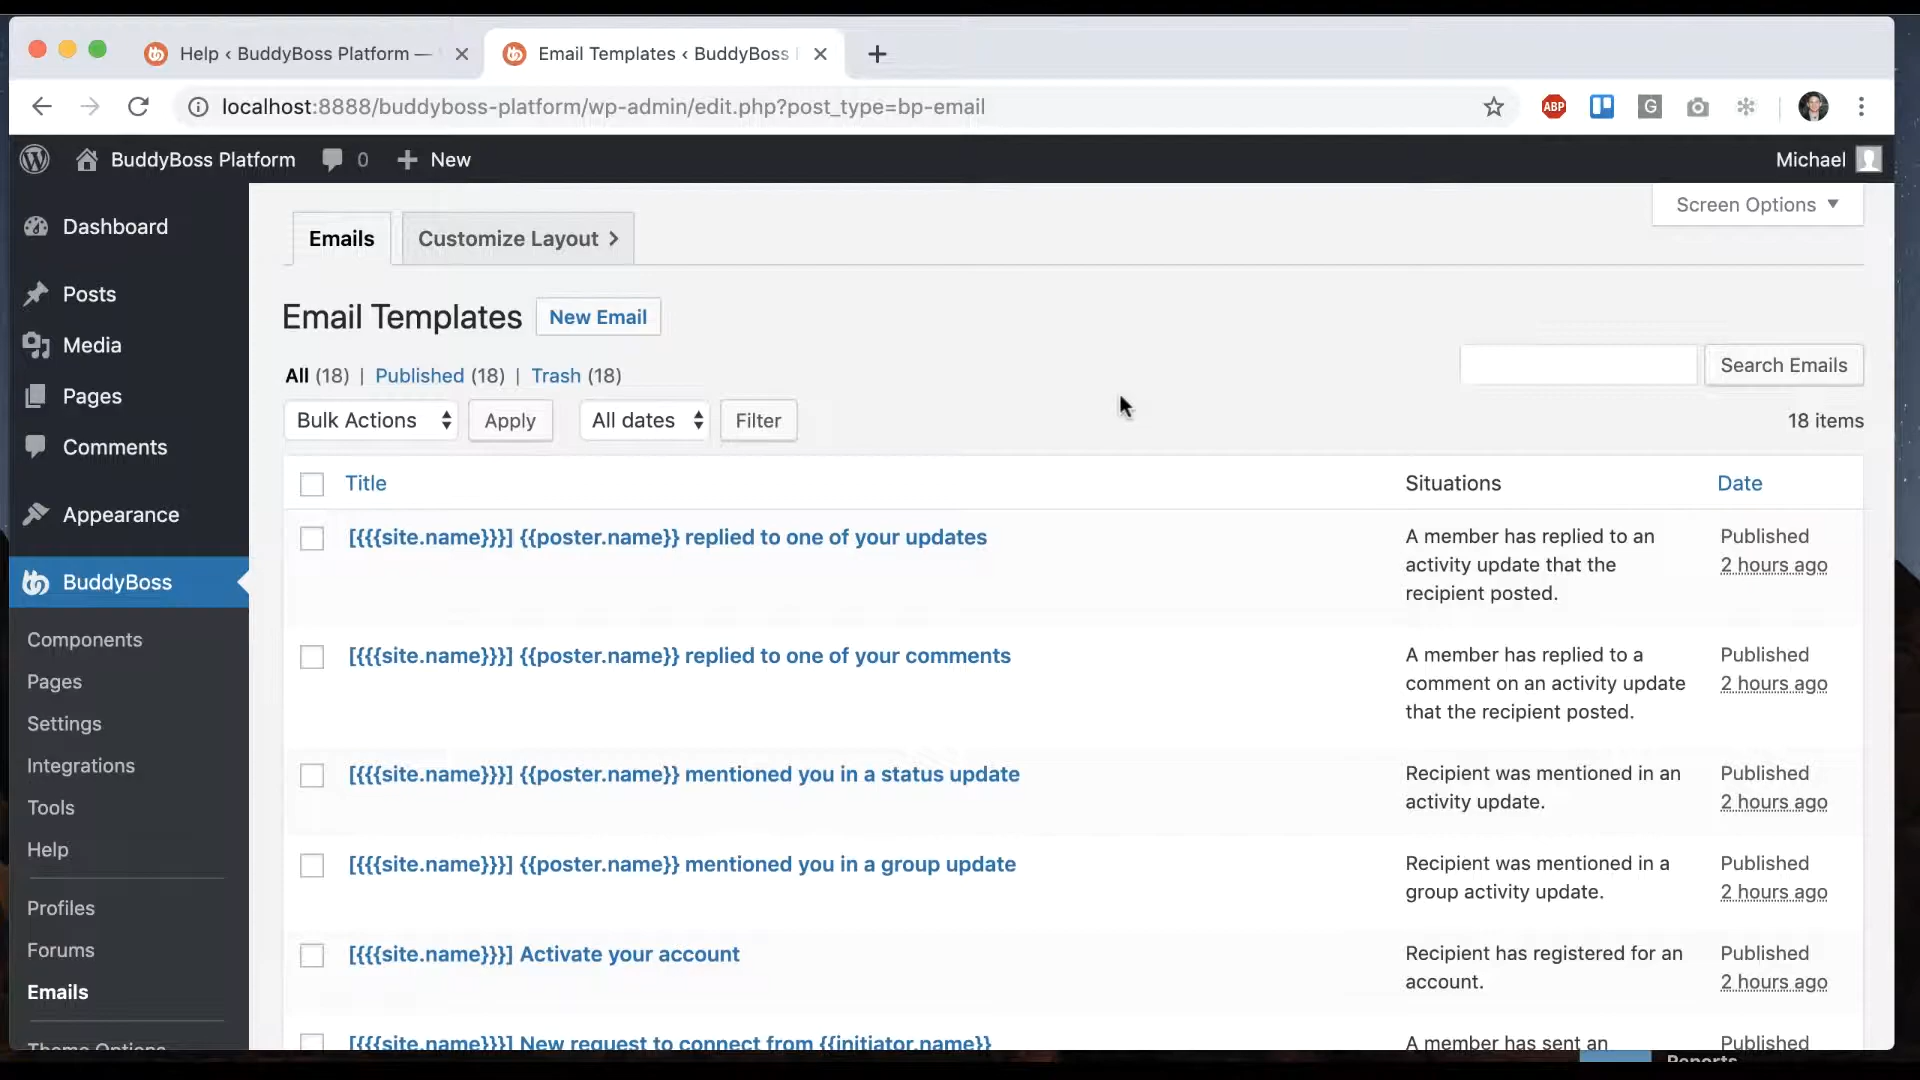 Help ‹ BuddyBoss Platform —
Email Templates ‹ BuddyBoss
localhost:8888/buddyboss-platform/wp-admin/edit.php?post_type=bp-email
ABP
G
BuddyBoss Platform
0
New
Michael
Dashboard
Posts
Media
Pages
Comments
Appearance
BuddyBoss
Components
Pages
Settings
Integrations
Tools
Help
Profiles
Forums
Emails
Theme Options
Screen Options
Emails
Customize Layout
Email Templates
New Email
All (18) | Published (18) | Trash (18)
Search Emails
Bulk Actions
Apply
All dates
Filter
18 items
Title
Situations
Date
[{{{site.name}}}] {{poster.name}} replied to one of your updates
A member has replied to an
activity update that the
recipient posted.
Published
2 hours ago
[{{{site.name}}}] {{poster.name}} replied to one of your comments
A member has replied to a
comment on an activity update
that the recipient posted.
Published
2 hours ago
[{{{site.name}}}] {{poster.name}} mentioned you in a status update
Recipient was mentioned in an
activity update.
Published
2 hours ago
[{{{site.name}}}] {{poster.name}} mentioned you in a group update
Recipient was mentioned in a
group activity update.
Published
2 hours ago
[{{{site.name}}}] Activate your account
Recipient has registered for an
account.
Published
2 hours ago
[{{{site.name}}}] New request to connect from {{initiator.name}}
A member has sent an
Published
Reports